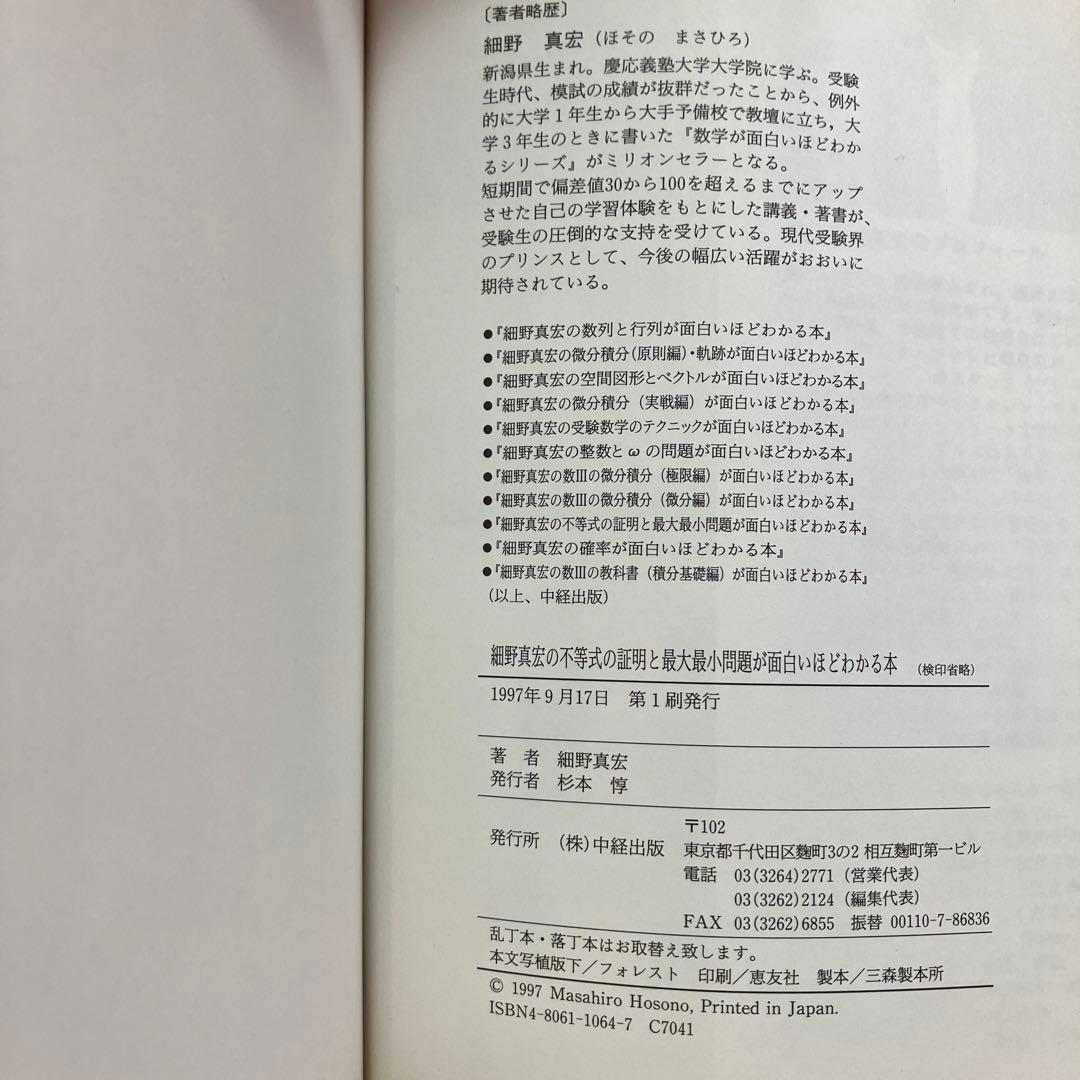 〔著者略歴〕
細野　真宏（ほその　まさひろ）
新潟県生まれ。慶応義塾大学大学院に学ぶ。受験
生時代、模試の成績が抜群だったことから、例外
的に大学1年生から大手予備校で教壇に立ち，大
学3年生のときに書いた『数学が面白いほどわか
るシリーズ』がミリオンセラーとなる。
短期間で偏差値30から100を超えるまでにアップ
させた自己の学習体験をもとにした講義・著書が、
受験生の圧倒的な支持を受けている。現代受験界
のプリンスとして、今後の幅広い活躍がおおいに
期待されている。
●『細野真宏の数列と行列が面白いほどわかる本』
●『細野真宏の微分積分（原則編）・軌跡が面白いほどわかる本』
●『細野真宏の空間図形とベクトルが面白いほどわかる本』
●『細野真宏の微分積分（実戦編）が面白いほどわかる本』
●『細野真宏の受験数学のテクニックが面白いほどわかる本』
●『細野真宏の整数とωの問題が面白いほどわかる本』
●『細野真宏の数Ⅲの微分積分（極限編）が面白いほどわかる本』
●『細野真宏の数Ⅲの微分積分（微分編）が面白いほどわかる本』
●『細野真宏の不等式の証明と最大最小問題が面白いほどわかる本』
●『細野真宏の確率が面白いほどわかる本』
●『細野真宏の数Ⅲの教科書（積分基礎編）が面白いほどわかる本』
（以上、中経出版）
細野真宏の不等式の証明と最大最小問題が面白いほどわかる本　（検印省略）
1997年9月17日　第1刷発行
著　者　細野真宏
発行者　杉本　惇
発行所　（株）中経出版
〒102
東京都千代田区麹町3の2 相互麹町第一ビル
電話　03(3264)2771（営業代表）
03(3262)2124（編集代表）
FAX　03(3262)6855　振替 00110-7-86836
乱丁本・落丁本はお取替え致します。
本文写植版下／フォレスト　印刷／恵友社　製本／三森製本所
© 1997 Masahiro Hosono, Printed in Japan.
ISBN4-8061-1064-7　C7041